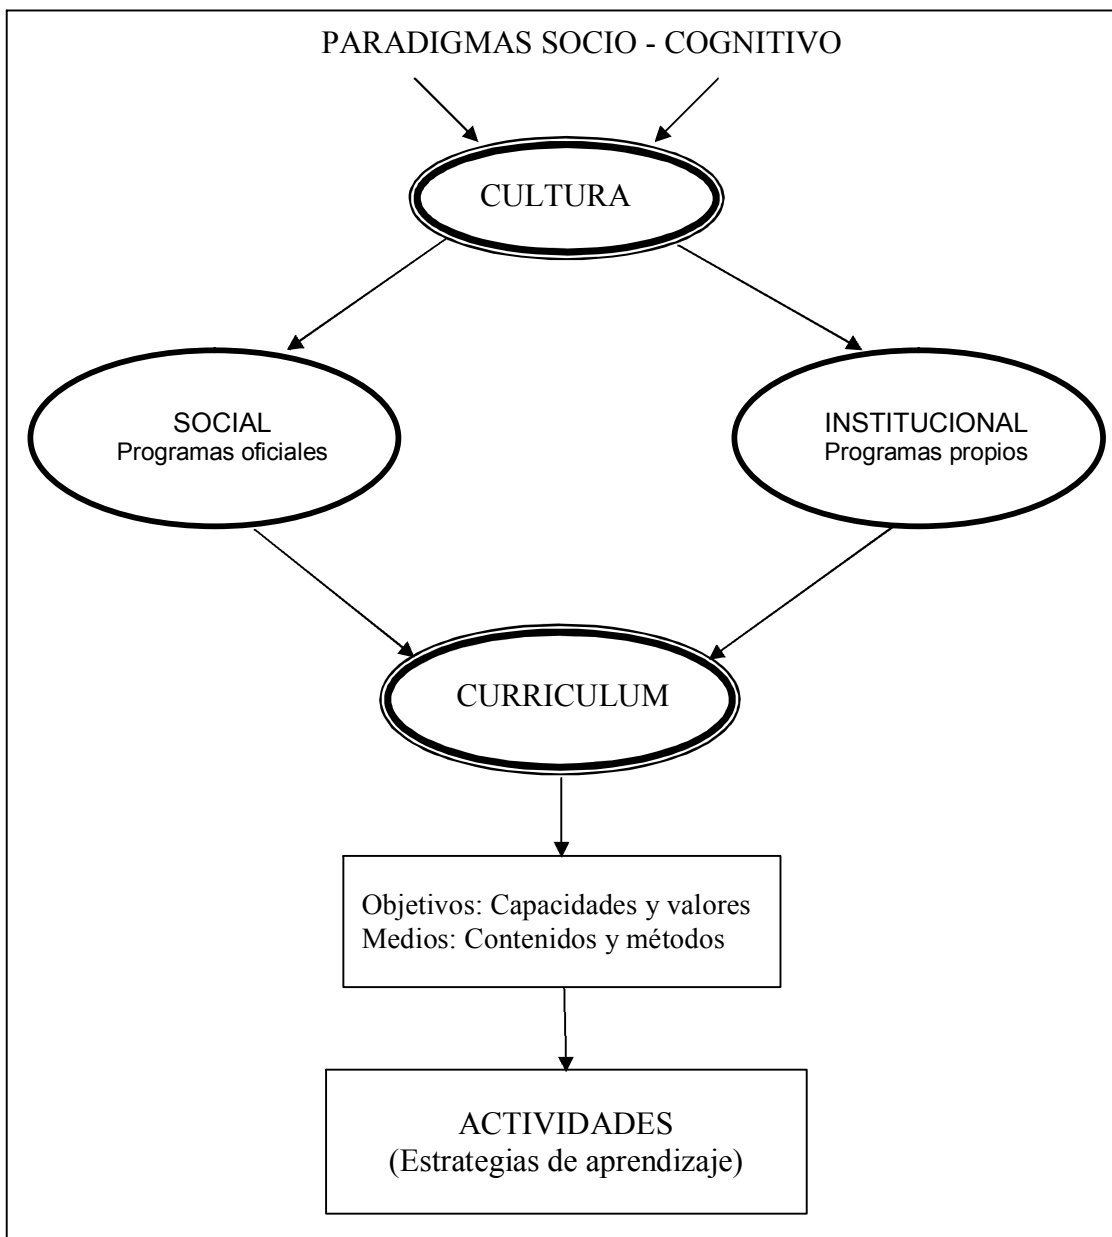 PARADIGMAS SOCIO - COGNITIVO
CULTURA
SOCIAL
Programas oficiales
INSTITUCIONAL
Programas propios
CURRICULUM
Objetivos: Capacidades y valores
Medios: Contenidos y métodos
ACTIVIDADES
(Estrategias de aprendizaje)